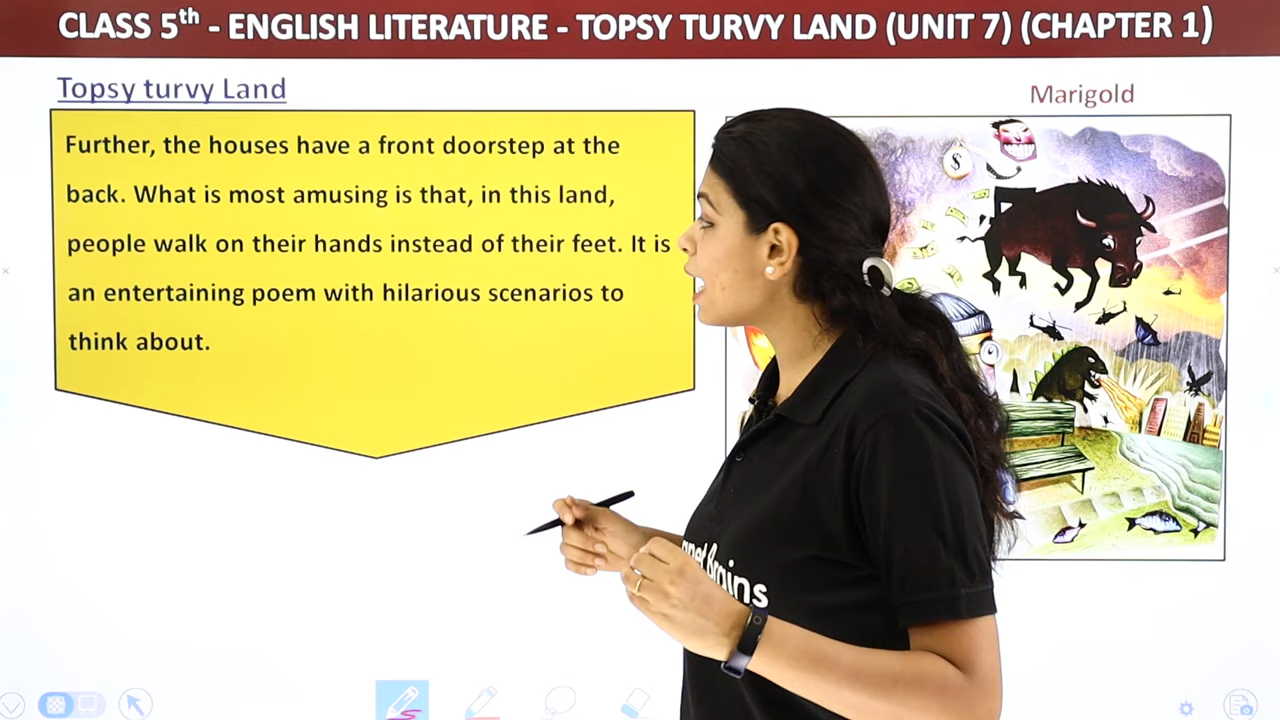 CLASS 5th - ENGLISH LITERATURE - TOPSY TURVY LAND (UNIT 7) (CHAPTER 1)
Topsy turvy Land
Marigold
Further, the houses have a front doorstep at the
back. What is most amusing is that, in this land,
people walk on their hands instead of their feet. It is
an entertaining poem with hilarious scenarios to
think about.
$
Brains